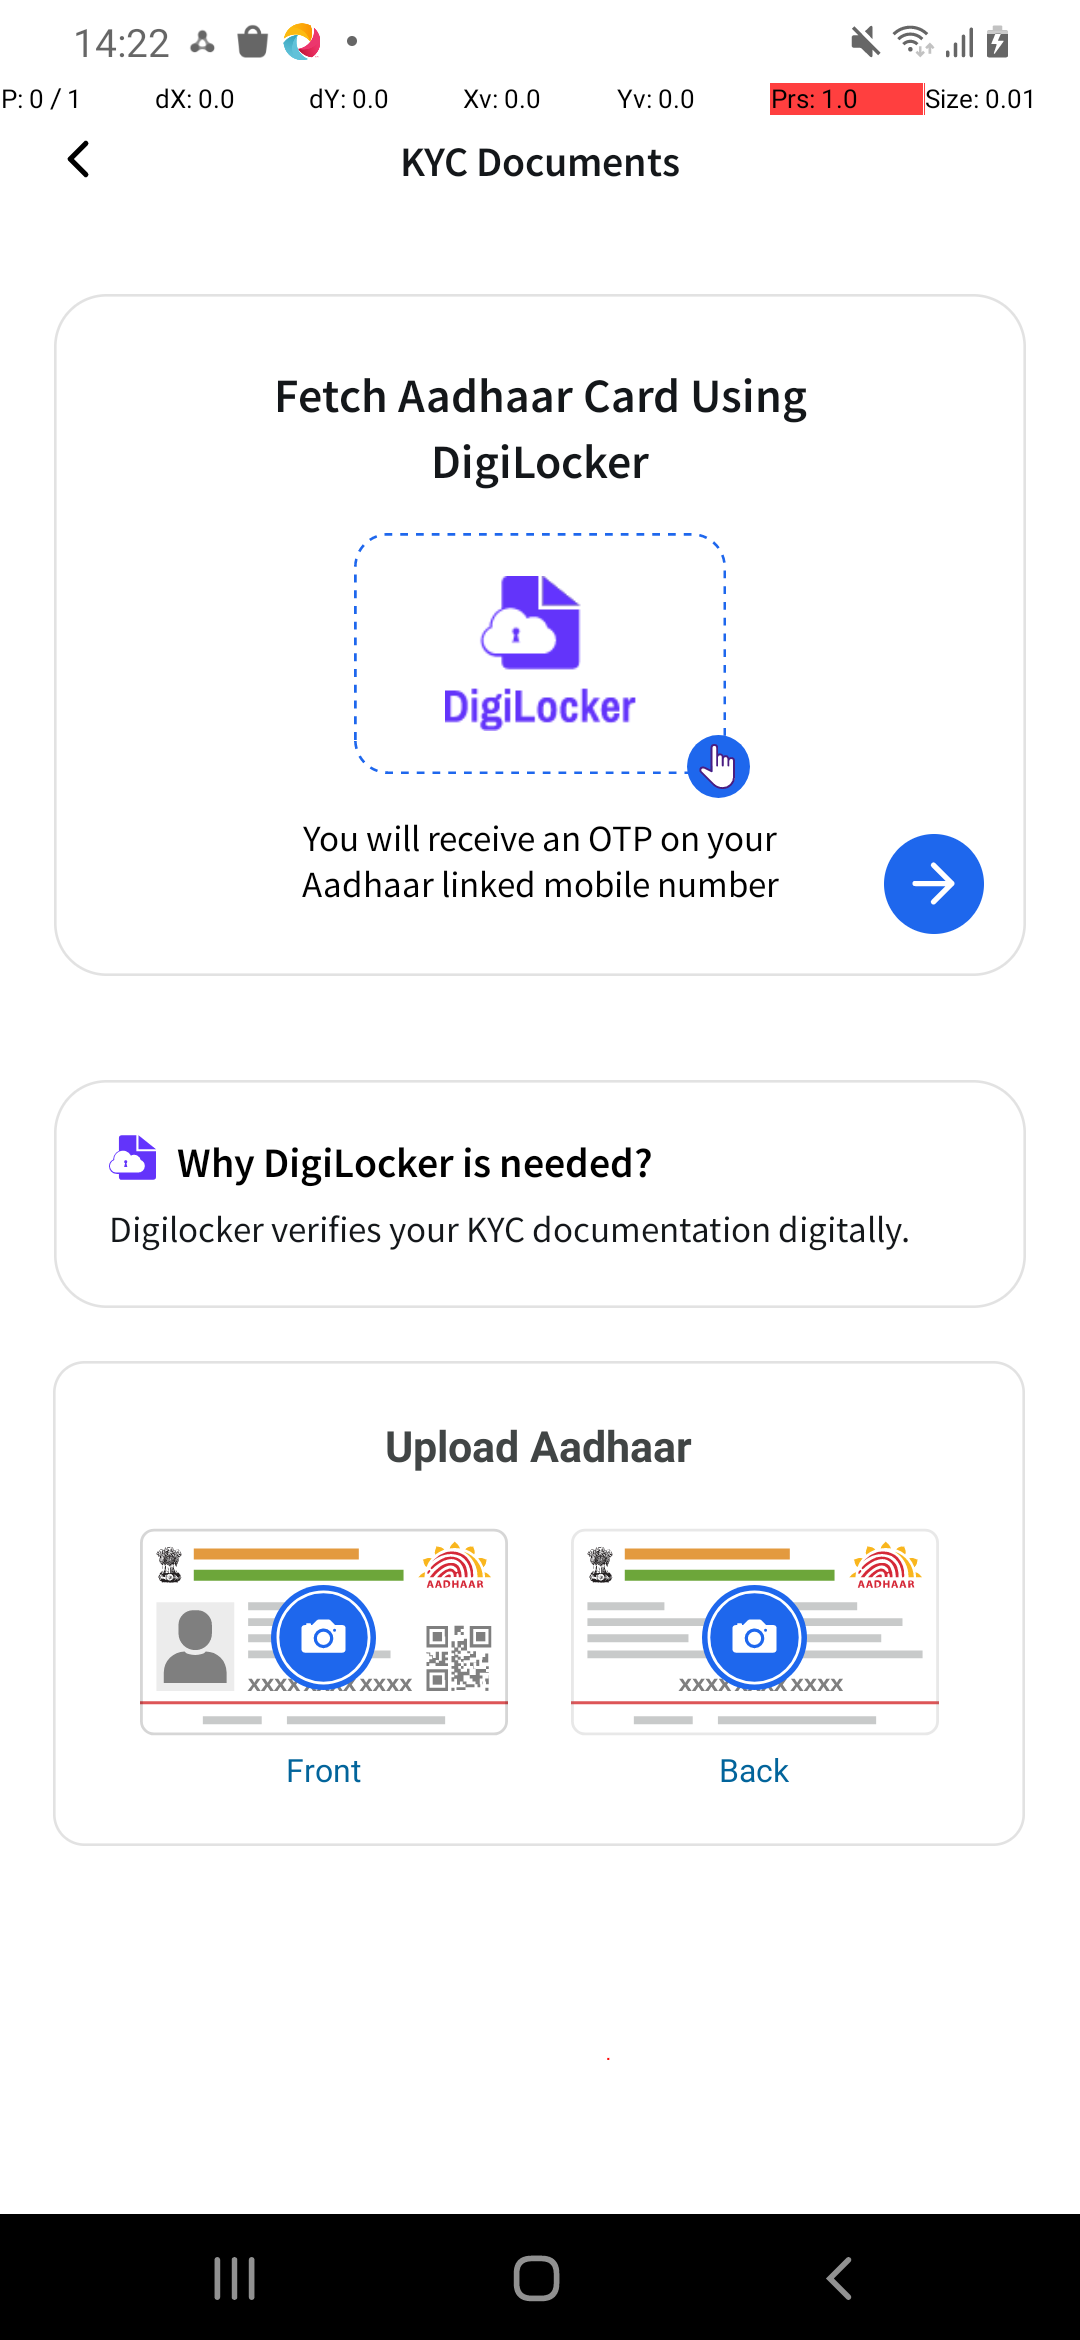 14:22
P: 0 / 1 dX: 0.0 dY: 0.0 Xv: 0.0 Yv: 0.0 Prs: 1.0 Size: 0.01
KYC Documents
Fetch Aadhaar Card Using
DigiLocker
DigiLocker
You will receive an OTP on your
Aadhaar linked mobile number
Why DigiLocker is needed?
Digilocker verifies your KYC documentation digitally.
Upload Aadhaar
AADHAAR
XXXX XXXX XXXX
Front
AADHAAR
XXXX XXXX XXXX
Back